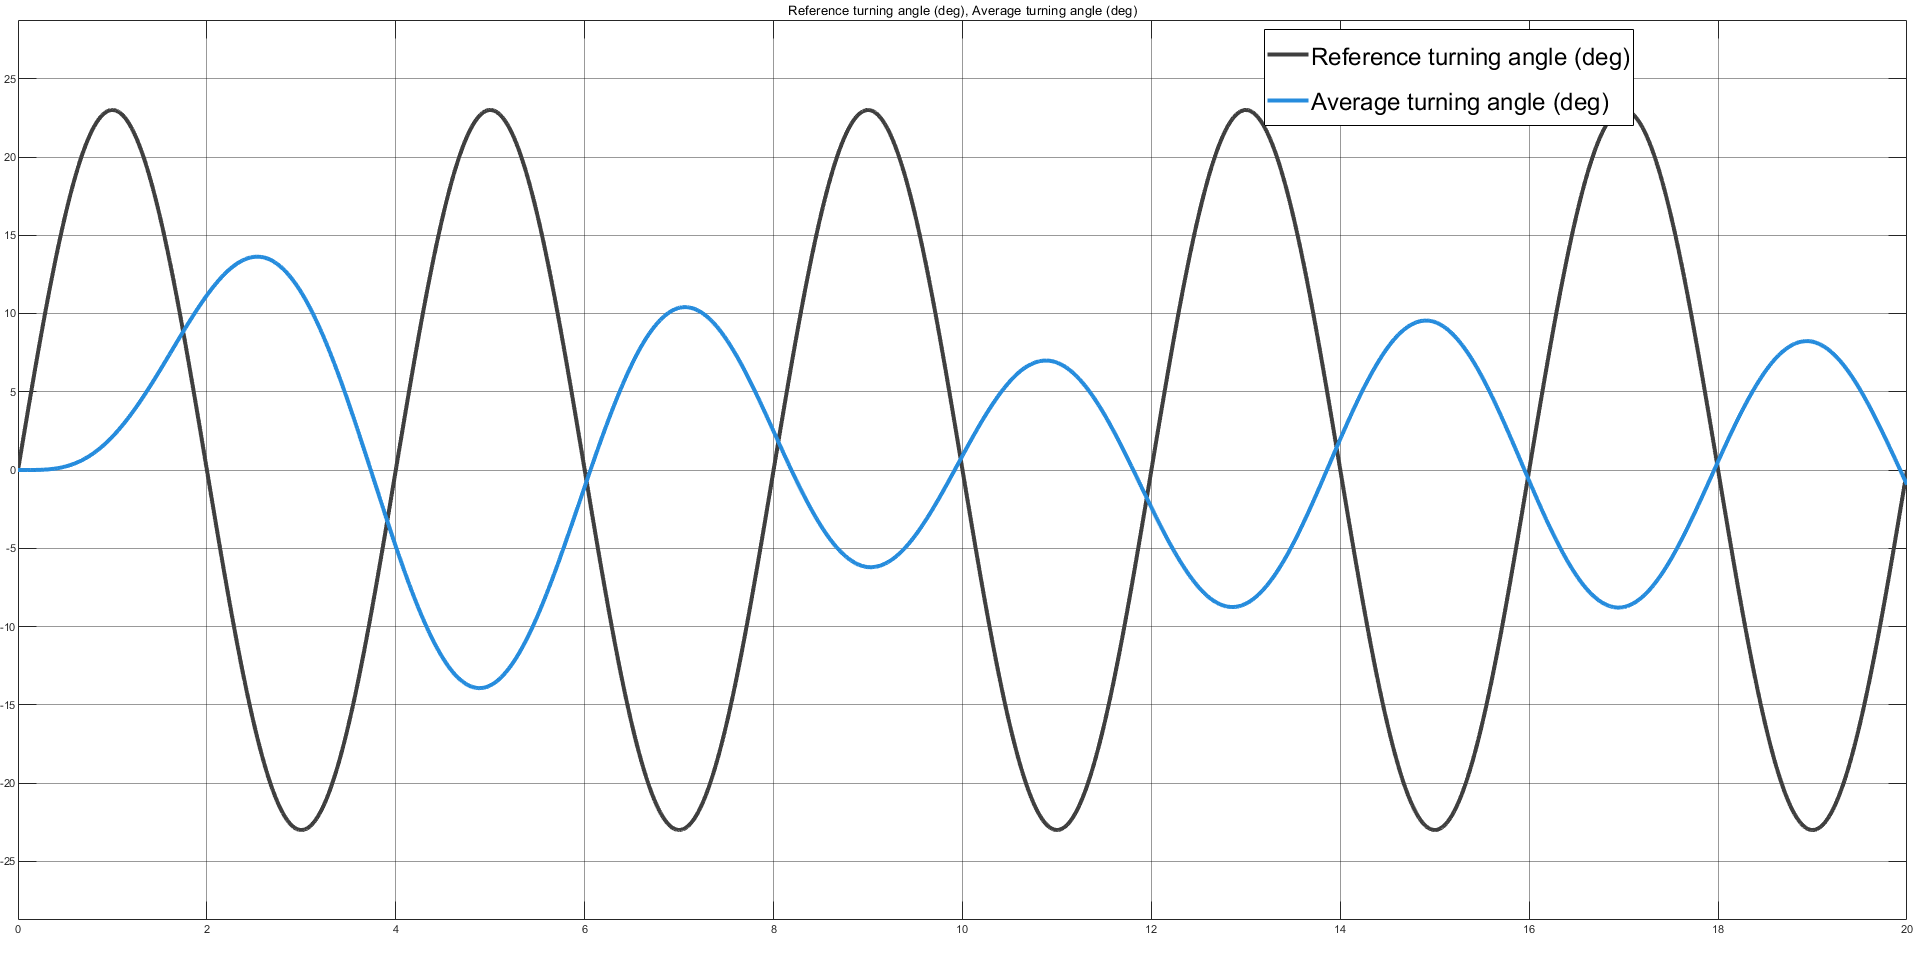 Reference turning angle (deg), Average turning angle (deg)
Reference turning angle (deg)
Average turning angle (deg)
25
20
15
10
5
0
-5
-10
-15
-20
-25
0 2 4 6 8 10 12 14 16 18 20